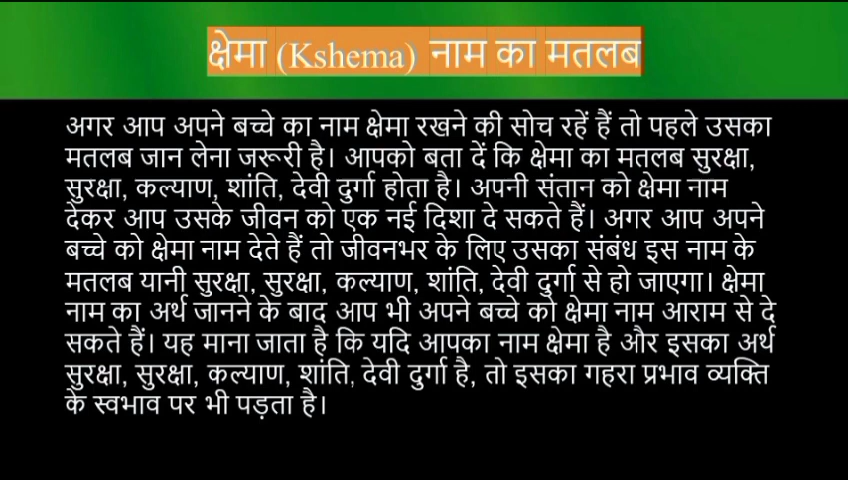 क्षेमा (Kshema) नाम का मतलब
अगर आप अपने बच्चे का नाम क्षेमा रखने की सोच रहें हैं तो पहले उसका
मतलब जान लेना जरूरी है। आपको बता दें कि क्षेमा का मतलब सुरक्षा,
सुरक्षा, कल्याण, शांति, देवी दुर्गा होता है। अपनी संतान को क्षेमा नाम
देकर आप उसके जीवन को एक नई दिशा दे सकते हैं। अगर आप अपने
बच्चे को क्षेमा नाम देते हैं तो जीवनभर के लिए उसका संबंध इस नाम के
मतलब यानी सुरक्षा, सुरक्षा, कल्याण, शांति, देवी दुर्गा से हो जाएगा। क्षेमा
नाम का अर्थ जानने के बाद आप भी अपने बच्चे को क्षेमा नाम आराम से दे
सकते हैं। यह माना जाता है कि यदि आपका नाम क्षेमा है और इसका अर्थ
सुरक्षा, सुरक्षा, कल्याण, शांति, देवी दुर्गा है, तो इसका गहरा प्रभाव व्यक्ति
के स्वभाव पर भी पड़ता है।